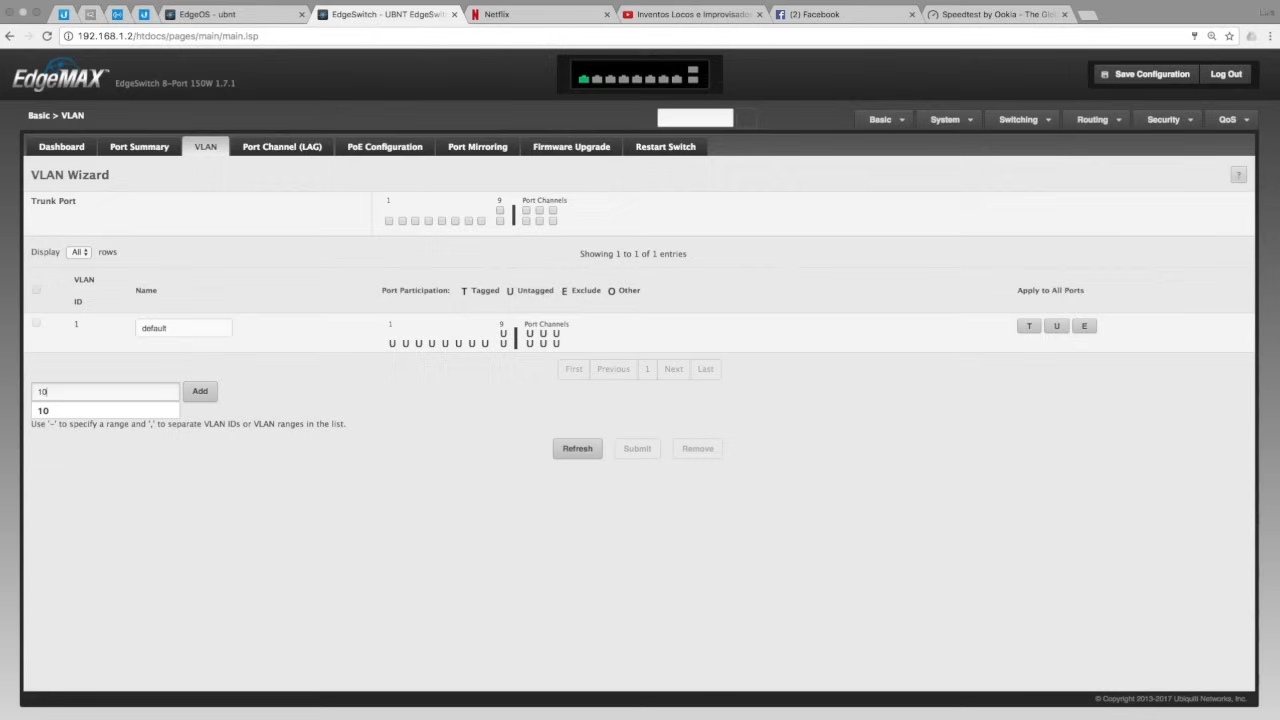 EdgeOS - ubnt
EdgeSwitch - UBNT EdgeSwit
Netflix
Inventos Locos e Improvisado
(2) Facebook
Speedtest by Ookla - The Glo
192.168.1.2/htdocs/pages/main/main.lsp
EdgeMAX™ EdgeSwitch 8-Port 150W 1.7.1
Save Configuration Log Out
Basic > VLAN
Basic System Switching Routing Security QoS
Dashboard Port Summary VLAN Port Channel (LAG) PoE Configuration Port Mirroring Firmware Upgrade Restart Switch
VLAN Wizard ?
Trunk Port 1 9 Port Channels
Display All rows Showing 1 to 1 of 1 entries
VLAN
ID
Name Port Participation: T Tagged U Untagged E Exclude O Other Apply to All Ports
1 default 1 9 Port Channels T U E
U U U U
U U U U U U U U U U U U
First Previous 1 Next Last
10 Add
10
Use '-' to specify a range and ',' to separate VLAN IDs or VLAN ranges in the list.
Refresh Submit Remove
© Copyright 2013-2017 Ubiquiti Networks, Inc.